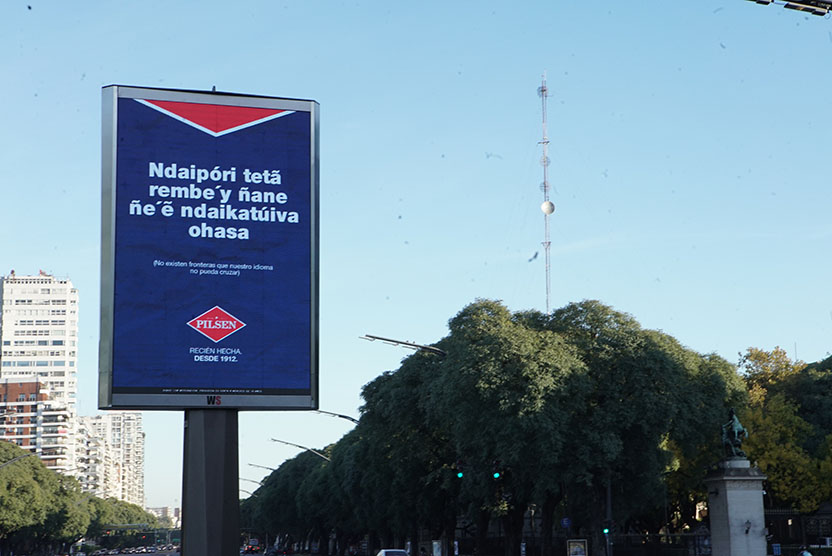 Ndaipóri tetã
rembe´y ñane
ñe´ẽ ndaikatúiva
ohasa
(No existen fronteras que nuestro idioma
no pueda cruzar)
PILSEN
RECIÉN HECHA.
DESDE 1912.
WS